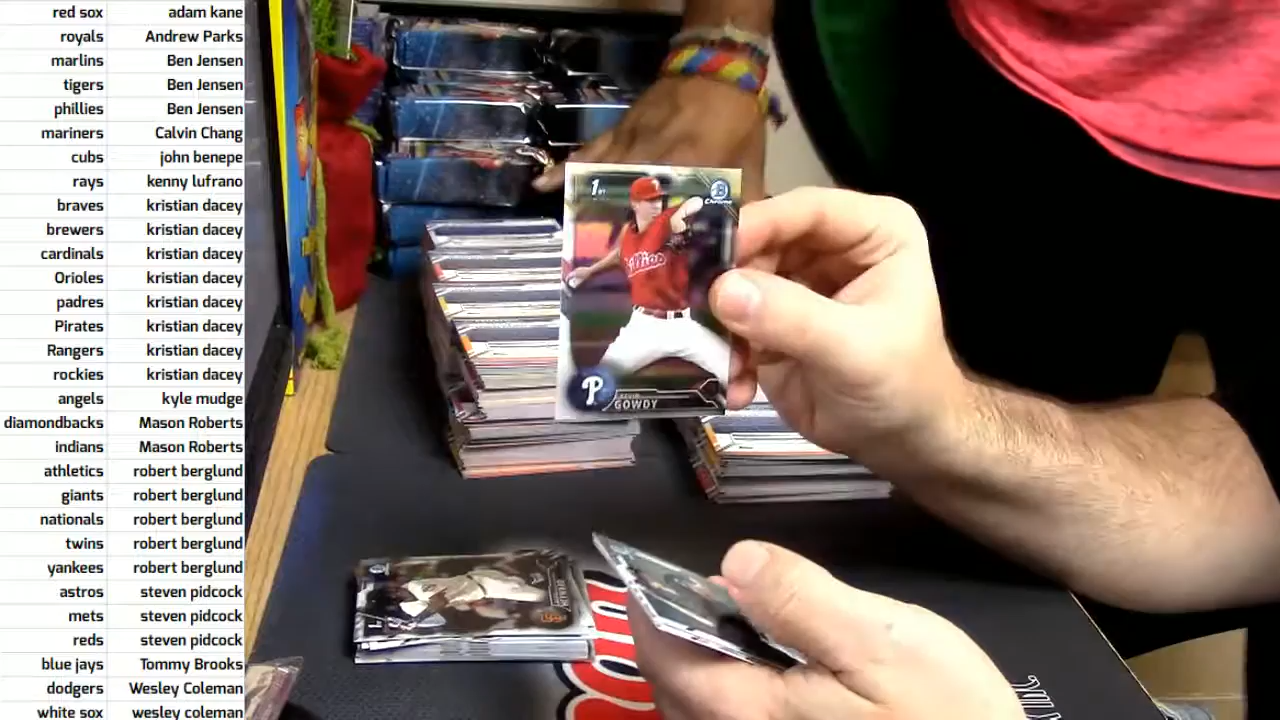 red sox adam kane
royals Andrew Parks
marlins Ben Jensen
tigers Ben Jensen
phillies Ben Jensen
mariners Calvin Chang
cubs john benepe
rays kenny lufrano
braves kristian dacey
brewers kristian dacey
cardinals kristian dacey
Orioles kristian dacey
padres kristian dacey
Pirates kristian dacey
Rangers kristian dacey
rockies kristian dacey
angels kyle mudge
diamondbacks Mason Roberts
indians Mason Roberts
athletics robert berglund
giants robert berglund
nationals robert berglund
twins robert berglund
yankees robert berglund
astros steven pidcock
mets steven pidcock
reds steven pidcock
blue jays Tommy Brooks
dodgers Wesley Coleman
white sox wesley coleman
1ST
B
Chrome
Phillies
P
KEVIN
GOWDY